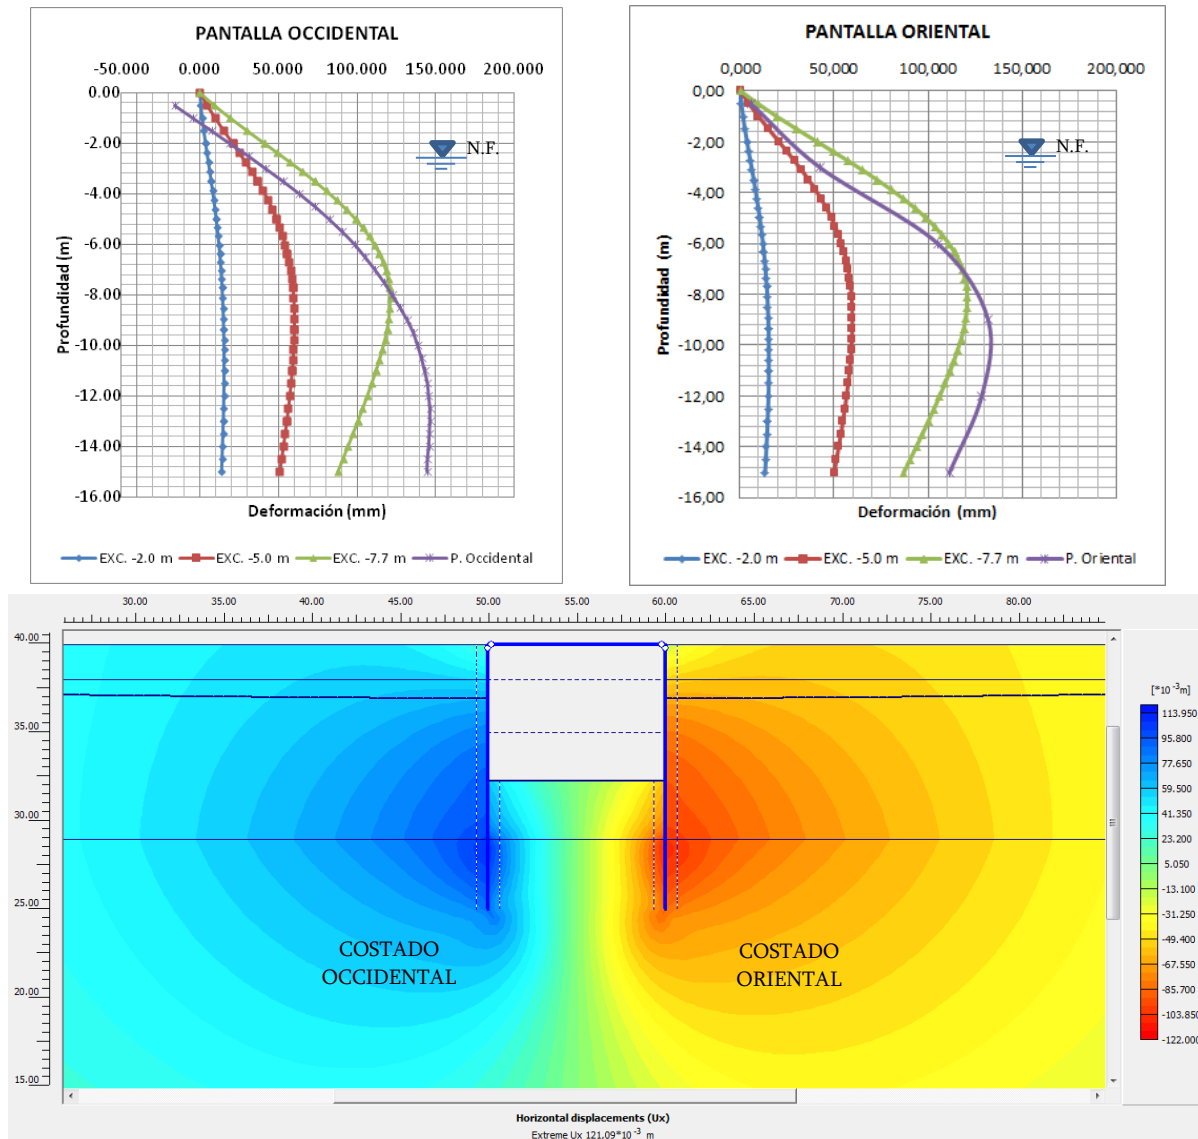 PANTALLA OCCIDENTAL
-50.000 0.000 50.000 100.000 150.000 200.000
0.00
-2.00
-4.00
-6.00
-8.00
-10.00
-12.00
-14.00
-16.00
Profundidad (m)
N.F.
Deformación (mm)
EXC. -2.0 m EXC. -5.0 m EXC. -7.7 m P. Occidental
PANTALLA ORIENTAL
0,000 50,000 100,000 150,000 200,000
0,00
-2,00
-4,00
-6,00
-8,00
-10,00
-12,00
-14,00
-16,00
Profundidad (m)
N.F.
Deformación (mm)
EXC. -2.0 m EXC. -5.0 m EXC. -7.7 m P. Oriental
30.00 35.00 40.00 45.00 50.00 55.00 60.00 65.00 70.00 75.00 80.00
40.00
35.00
30.00
25.00
20.00
15.00
COSTADO
OCCIDENTAL
COSTADO
ORIENTAL
[*10⁻³m]
113.950
95.800
77.650
59.500
41.350
23.200
5.050
-13.100
-31.250
-49.400
-67.550
-85.700
-103.850
-122.000
Horizontal displacements (Ux)
Extreme Ux 121.09*10⁻³ m